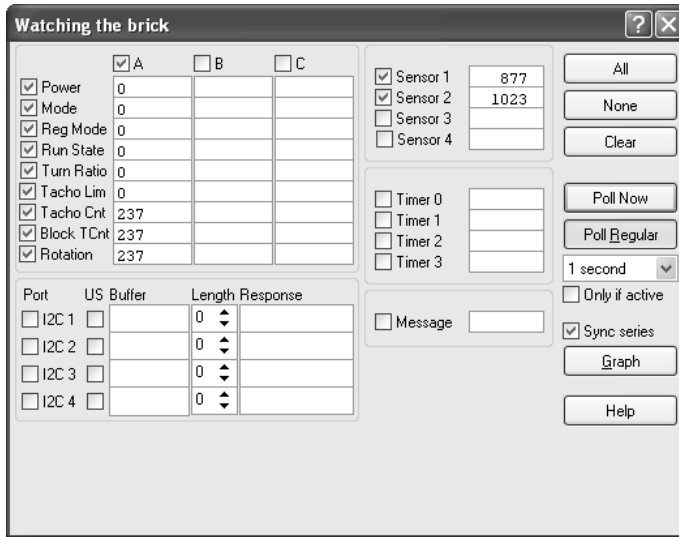 Watching the brick
A B C
Power 0
Mode 0
Reg Mode 0
Run State 0
Turn Ratio 0
Tacho Lim 0
Tacho Cnt 237
Block TCnt 237
Rotation 237
Port US Buffer Length Response
I2C 1 0
I2C 2 0
I2C 3 0
I2C 4 0
Sensor 1 877
Sensor 2 1023
Sensor 3
Sensor 4
Timer 0
Timer 1
Timer 2
Timer 3
Message
All
None
Clear
Poll Now
Poll Regular
1 second
Only if active
Sync series
Graph
Help